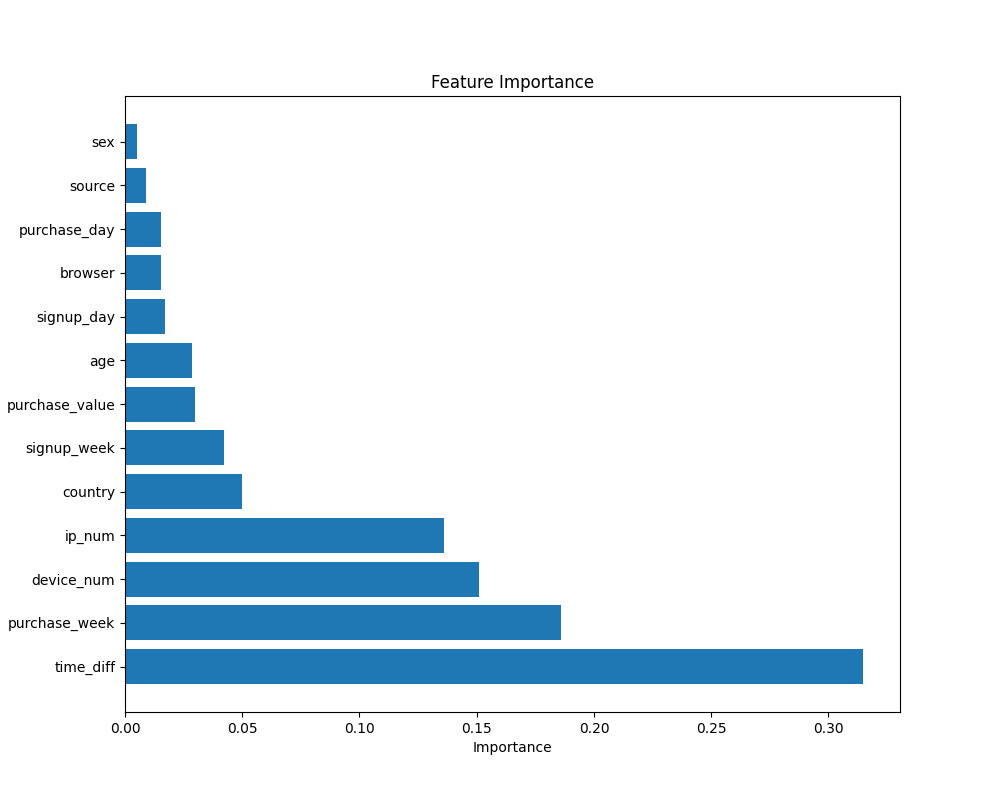 Feature Importance
sex
source
purchase_day
browser
signup_day
age
purchase_value
signup_week
country
ip_num
device_num
purchase_week
time_diff
0.00 0.05 0.10 0.15 0.20 0.25 0.30
Importance